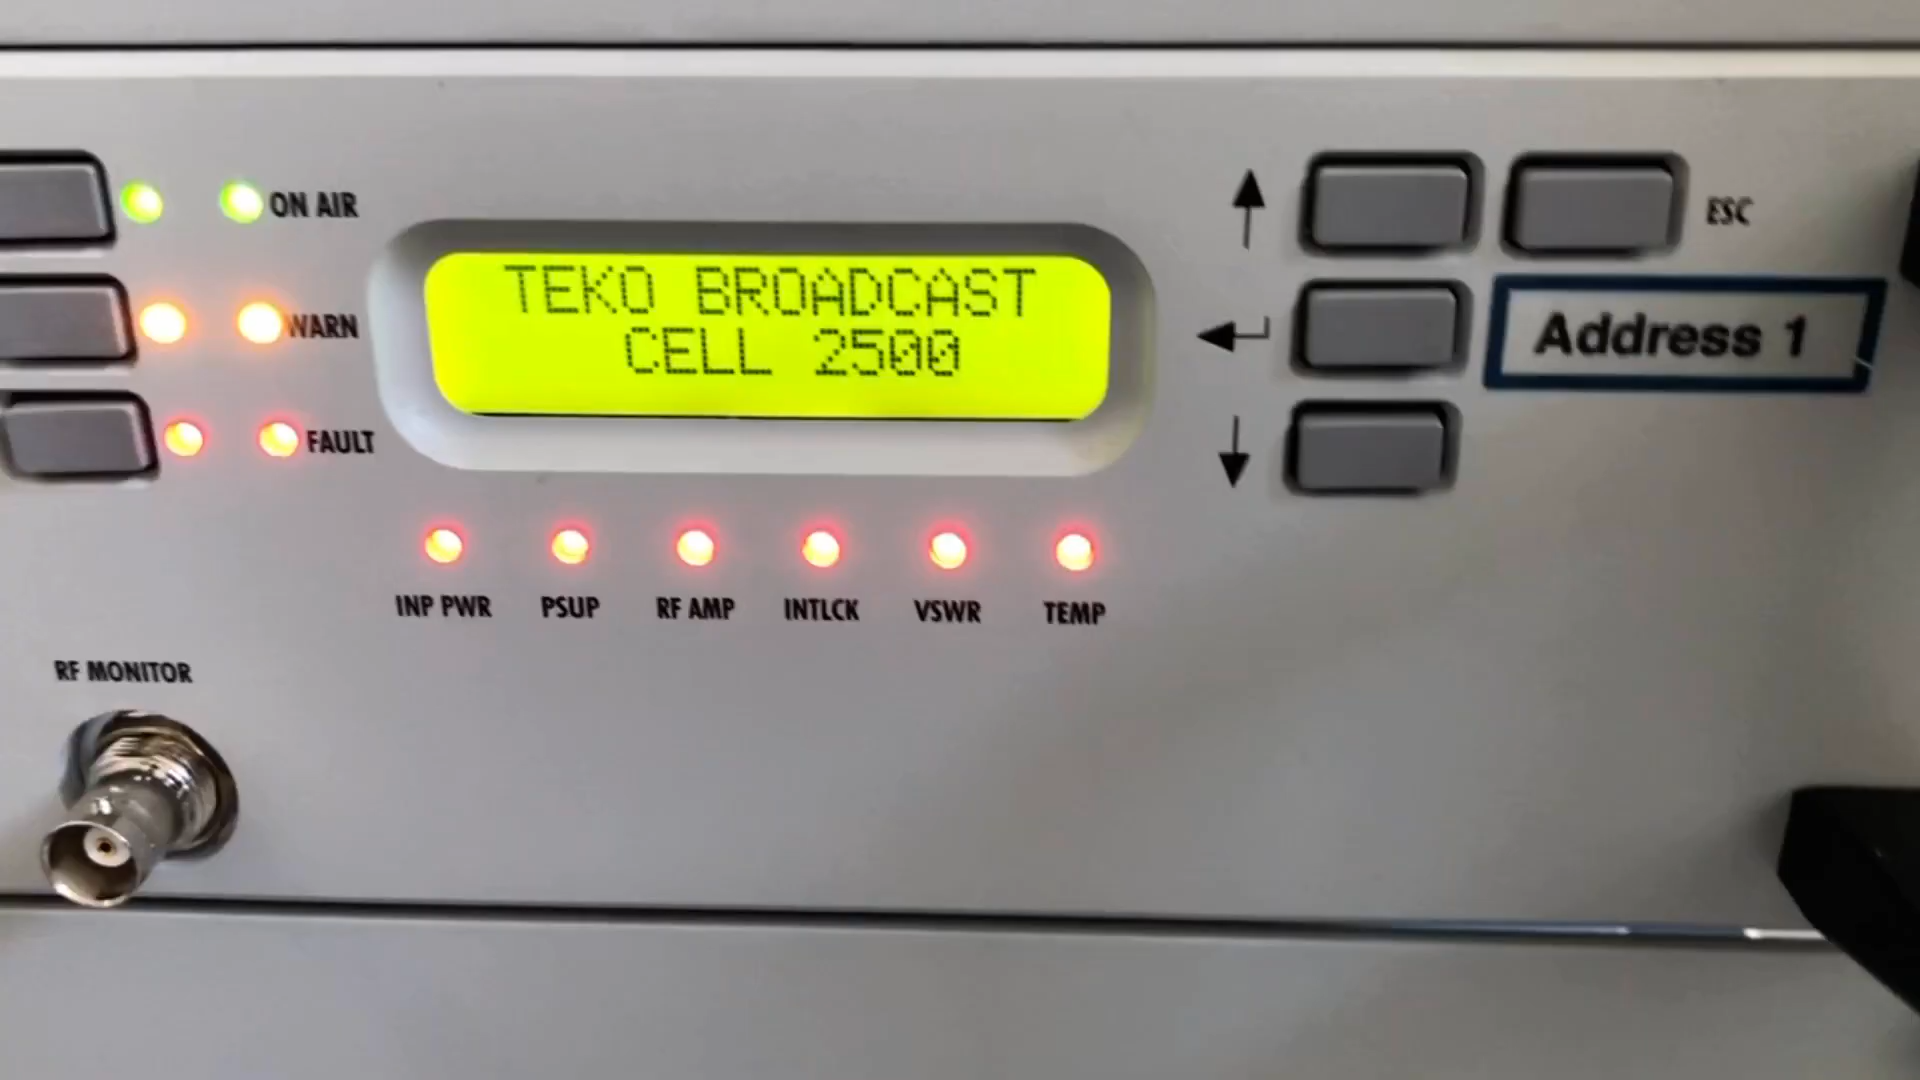 ON AIR
WARN
FAULT
TEKO BROADCAST
CELL 2500
ESC
Address 1
INP PWR
PSUP
RF AMP
INTLCK
VSWR
TEMP
RF MONITOR